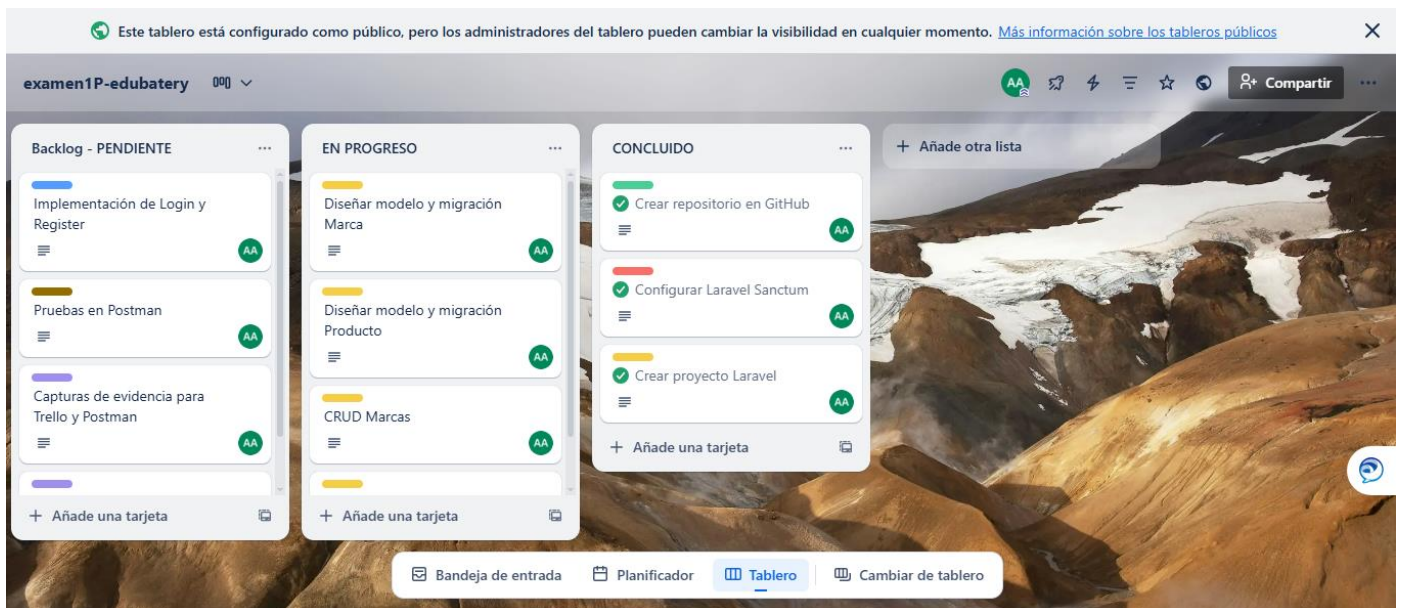 Este tablero está configurado como público, pero los administradores del tablero pueden cambiar la visibilidad en cualquier momento. Más información sobre los tableros públicos
examen1P-edubatery
AA
Compartir
Backlog - PENDIENTE
Implementación de Login y
Register
AA
Pruebas en Postman
AA
Capturas de evidencia para
Trello y Postman
AA
+ Añade una tarjeta
EN PROGRESO
Diseñar modelo y migración
Marca
AA
Diseñar modelo y migración
Producto
AA
CRUD Marcas
AA
+ Añade una tarjeta
CONCLUIDO
Crear repositorio en GitHub
AA
Configurar Laravel Sanctum
AA
Crear proyecto Laravel
AA
+ Añade una tarjeta
+ Añade otra lista
Bandeja de entrada
Planificador
Tablero
Cambiar de tablero